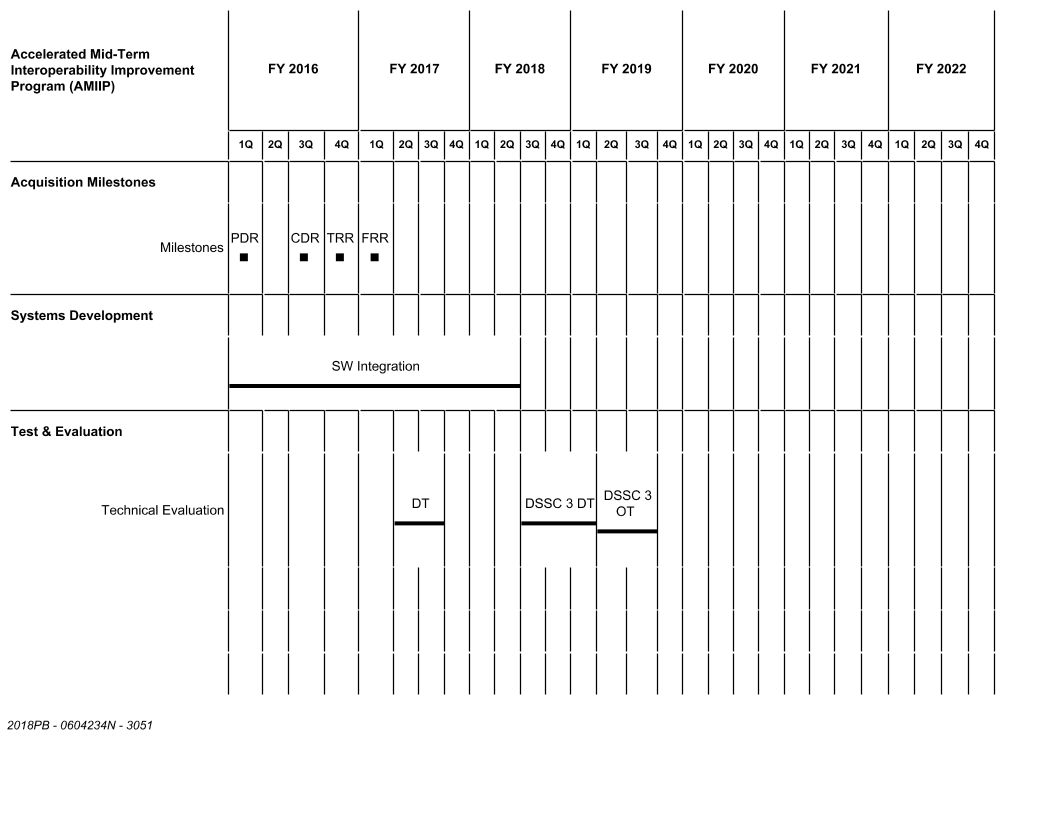 Accelerated Mid-Term
Interoperability Improvement
Program (AMIIP)
FY 2016 FY 2017 FY 2018 FY 2019 FY 2020 FY 2021 FY 2022
1Q 2Q 3Q 4Q 1Q 2Q 3Q 4Q 1Q 2Q 3Q 4Q 1Q 2Q 3Q 4Q 1Q 2Q 3Q 4Q 1Q 2Q 3Q 4Q 1Q 2Q 3Q 4Q
Acquisition Milestones
Milestones
PDR CDR TRR FRR
Systems Development
SW Integration
Test & Evaluation
Technical Evaluation
DT
DSSC 3 DT
DSSC 3
OT
2018PB - 0604234N - 3051